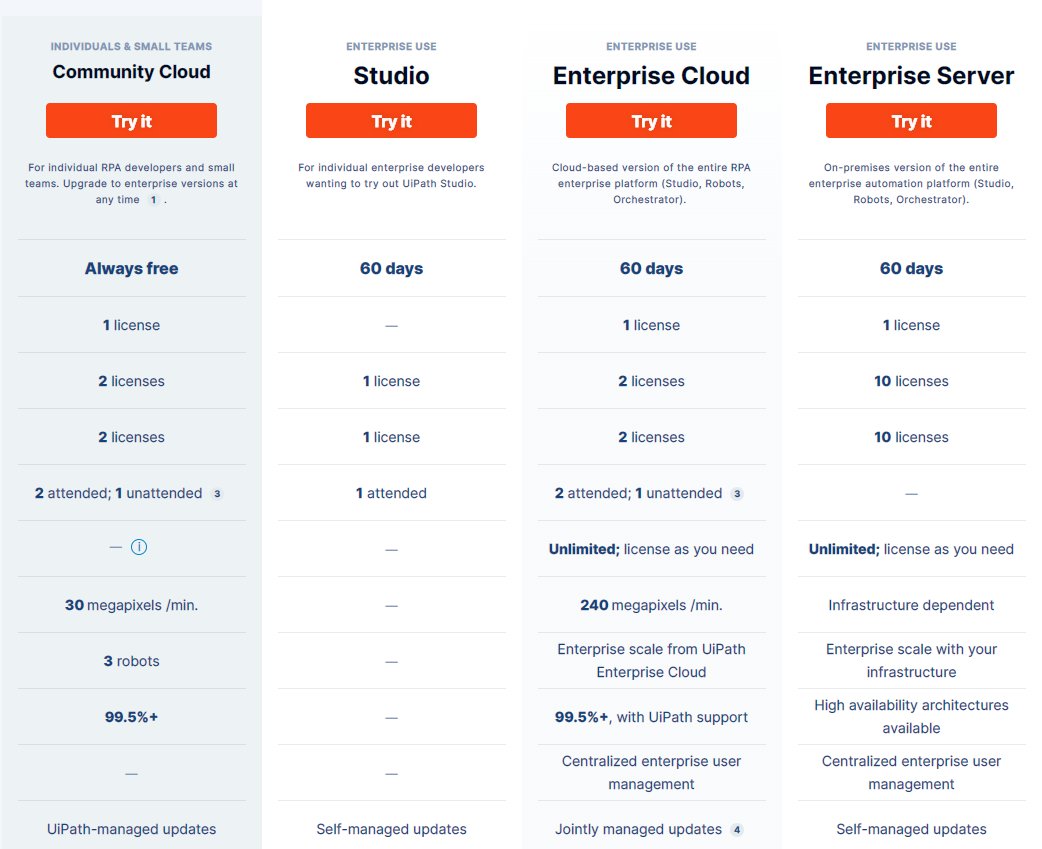 INDIVIDUALS & SMALL TEAMS
Community Cloud
Try it
For individual RPA developers and small
teams. Upgrade to enterprise versions at
any time 1 .
Always free
1 license
2 licenses
2 licenses
2 attended; 1 unattended 3
— ⓘ
30 megapixels /min.
3 robots
99.5%+
—
UiPath-managed updates
ENTERPRISE USE
Studio
Try it
For individual enterprise developers
wanting to try out UiPath Studio.
60 days
—
1 license
1 license
1 attended
—
—
—
—
—
Self-managed updates
ENTERPRISE USE
Enterprise Cloud
Try it
Cloud-based version of the entire RPA
enterprise platform (Studio, Robots,
Orchestrator).
60 days
1 license
2 licenses
2 licenses
2 attended; 1 unattended 3
Unlimited; license as you need
240 megapixels /min.
Enterprise scale from UiPath
Enterprise Cloud
99.5%+, with UiPath support
Centralized enterprise user
management
Jointly managed updates 4
ENTERPRISE USE
Enterprise Server
Try it
On-premises version of the entire
enterprise automation platform (Studio,
Robots, Orchestrator).
60 days
1 license
10 licenses
10 licenses
—
Unlimited; license as you need
Infrastructure dependent
Enterprise scale with your
infrastructure
High availability architectures
available
Centralized enterprise user
management
Self-managed updates